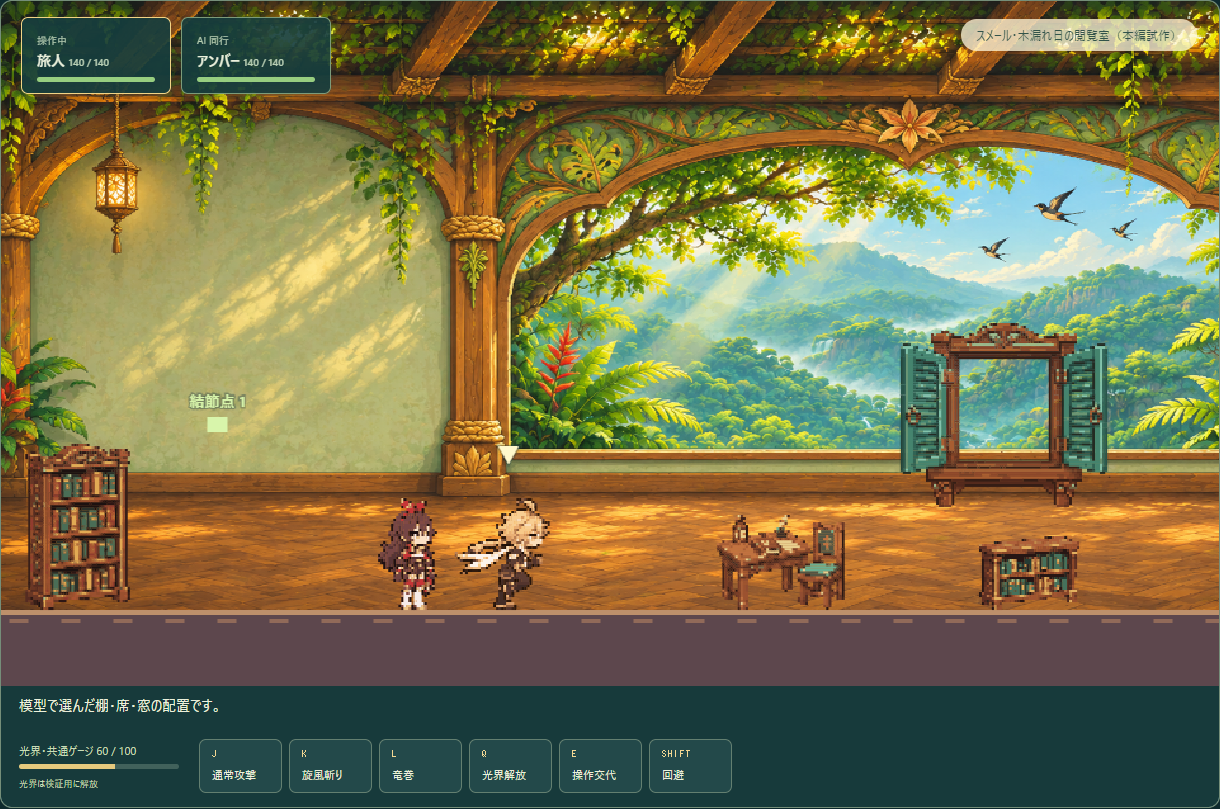 操作中
旅人 140 / 140
AI 同行
アンバー 140 / 140
スメール・木漏れ日の閲覧室（本編試作）
結節点 1
模型で選んだ棚・席・窓の配置です。
光界・共通ゲージ 60 / 100
光界は検証用に解放
J
通常攻撃
K
旋風斬り
L
竜巻
Q
光界解放
E
操作交代
SHIFT
回避